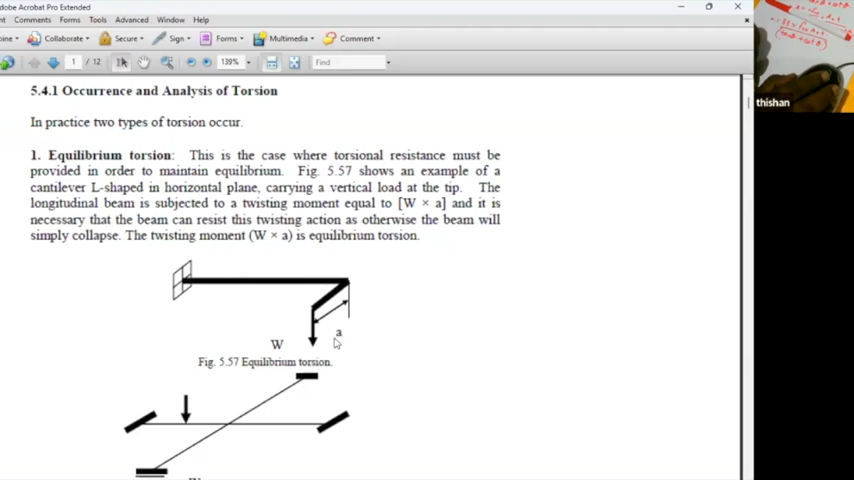 Adobe Acrobat Pro Extended
Comments Forms Tools Advanced Window Help
Collaborate Secure Sign Forms Multimedia Comment
1 / 12 139% Find
5.4.1 Occurrence and Analysis of Torsion
In practice two types of torsion occur.
1. Equilibrium torsion: This is the case where torsional resistance must be
provided in order to maintain equilibrium. Fig. 5.57 shows an example of a
cantilever L-shaped in horizontal plane, carrying a vertical load at the tip. The
longitudinal beam is subjected to a twisting moment equal to [W × a] and it is
necessary that the beam can resist this twisting action as otherwise the beam will
simply collapse. The twisting moment (W × a) is equilibrium torsion.
a
W
Fig. 5.57 Equilibrium torsion.
thishan